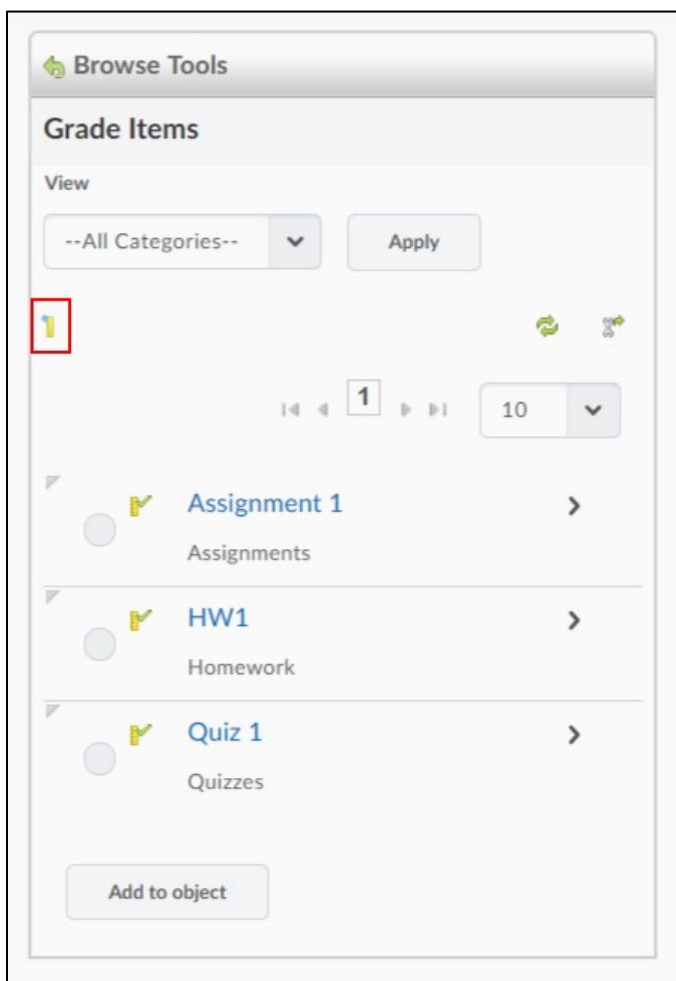 Browse Tools
Grade Items
View
--All Categories--
Apply
1
10
Assignment 1
Assignments
HW1
Homework
Quiz 1
Quizzes
Add to object